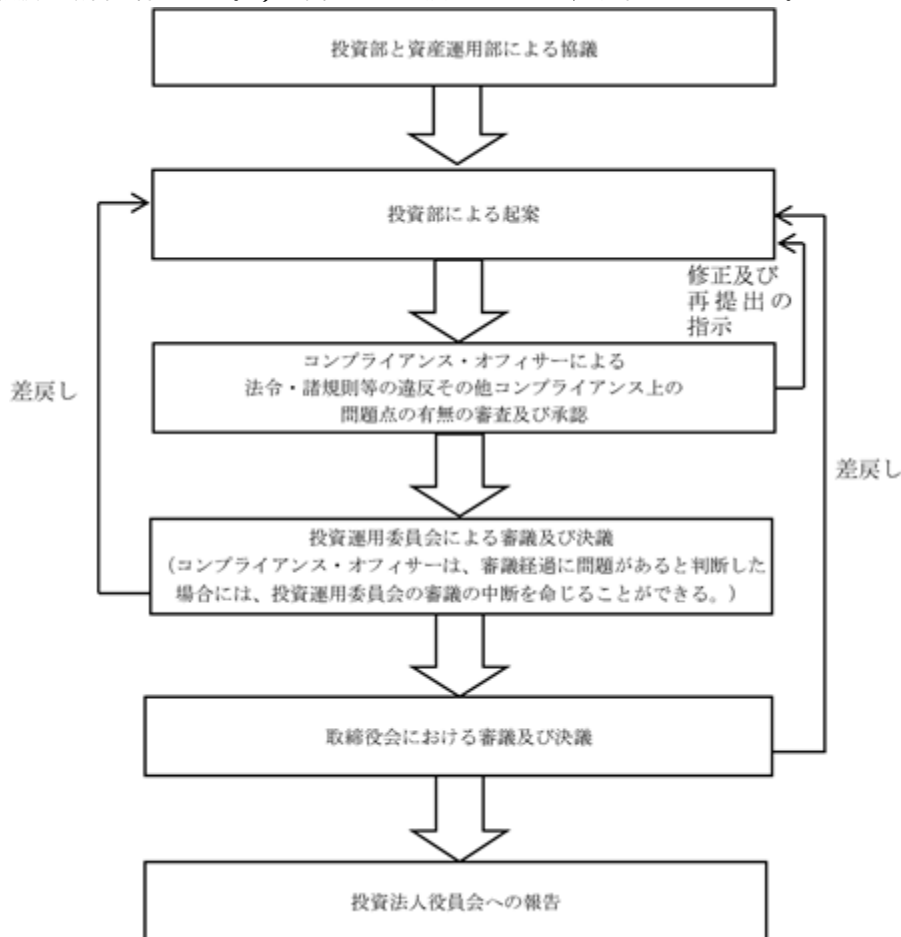 投資部と資産運用部による協議
投資部による起案
修正及び
再提出の
指示
コンプライアンス・オフィサーによる
法令・諸規則等の違反その他コンプライアンス上の
問題点の有無の審査及び承認
差戻し
差戻し
投資運用委員会による審議及び決議
（コンプライアンス・オフィサーは、審議経過に問題があると判断した
場合には、投資運用委員会の審議の中断を命じることができる。）
取締役会における審議及び決議
投資法人役員会への報告